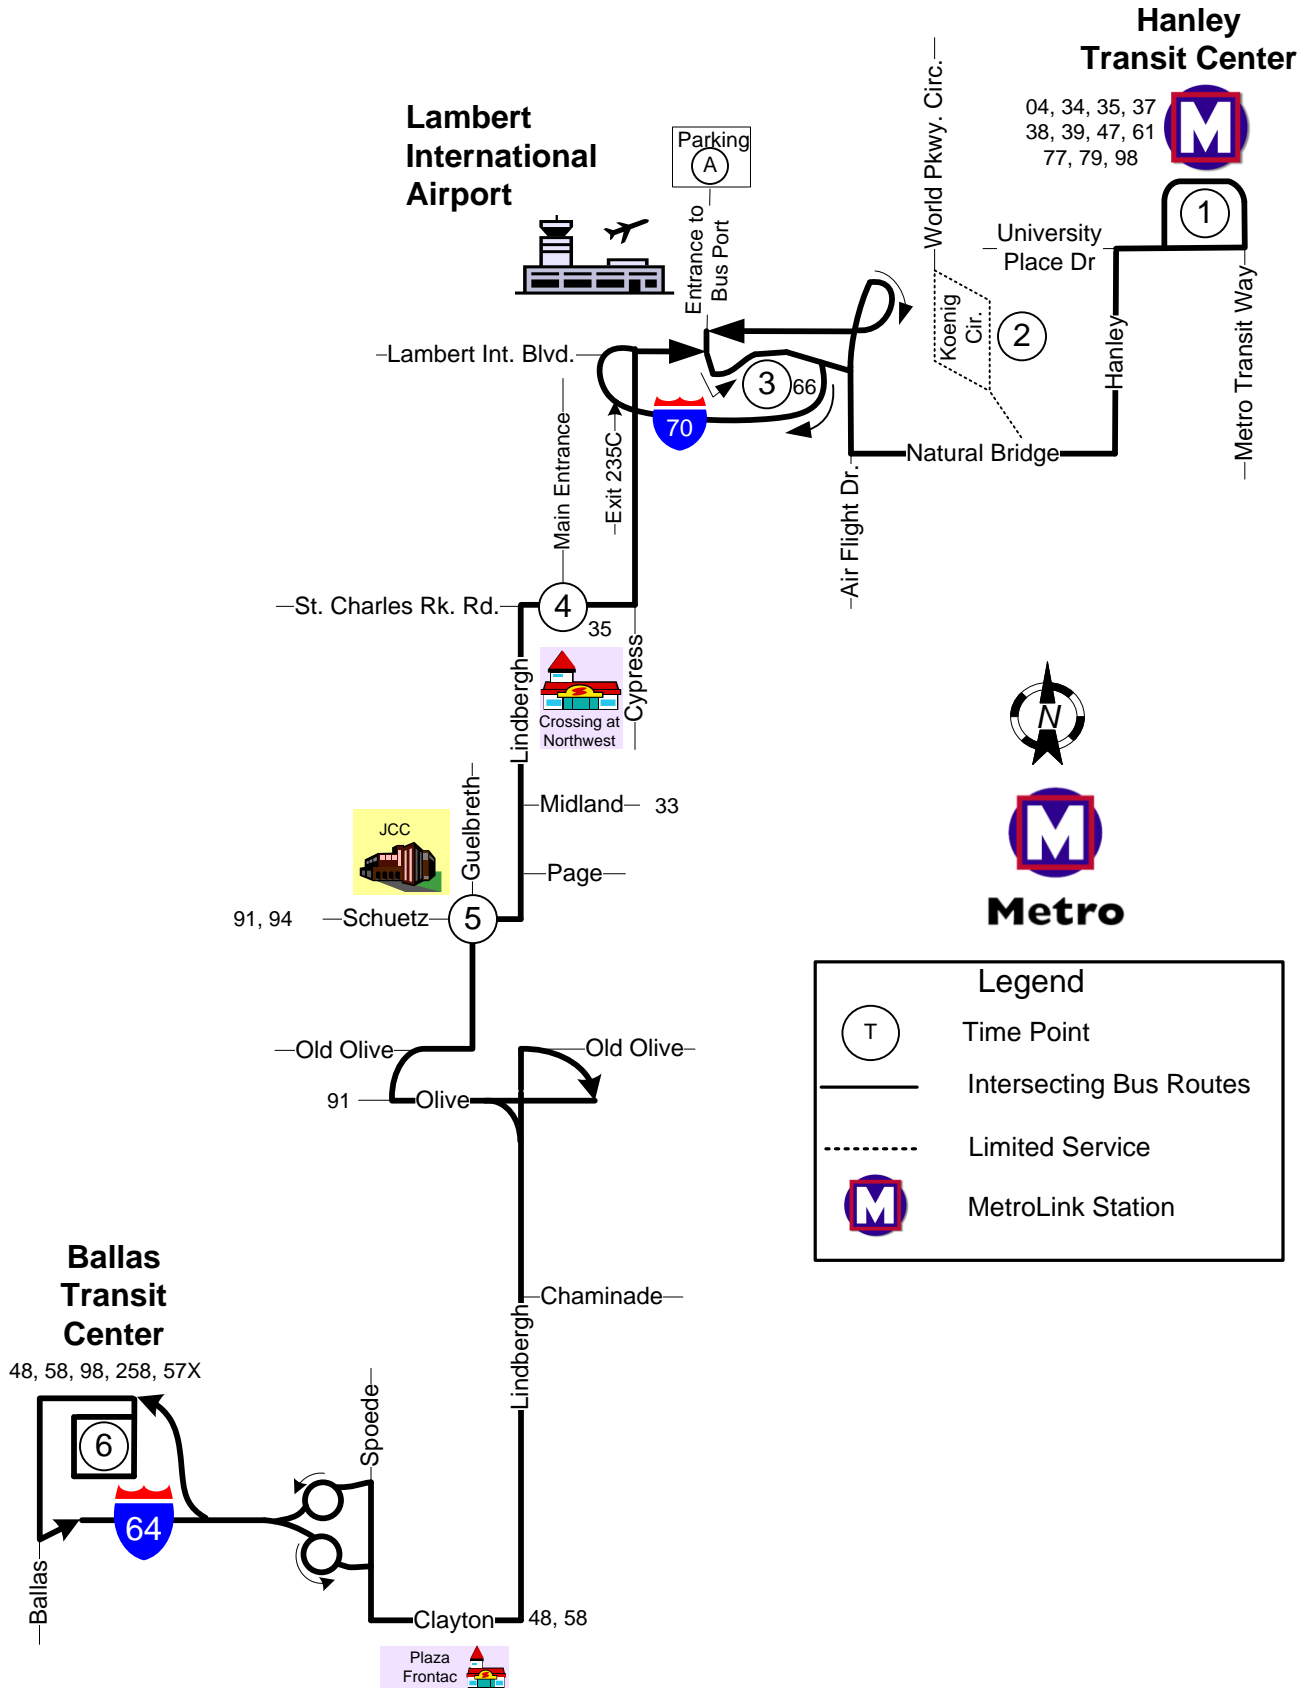 Hanley
Transit Center
04, 34, 35, 37
38, 39, 47, 61
77, 79, 98
M
1
Lambert
International
Airport
Parking
A
Entrance to
Bus Port
World Pkwy. Circ.
University
Place Dr
Koenig
Cir.
2
Hanley
Metro Transit Way
Lambert Int. Blvd.
3
66
70
Main Entrance
Exit 235C
Natural Bridge
Air Flight Dr.
St. Charles Rk. Rd.
4
35
Lindbergh
Cypress
Crossing at
Northwest
N
Guelbreth
Midland
33
JCC
Page
M
Metro
91, 94
Schuetz
5
Legend
T
Time Point
Intersecting Bus Routes
Limited Service
M
MetroLink Station
Old Olive
Old Olive
91
Olive
Ballas
Transit
Center
48, 58, 98, 258, 57X
Chaminade
Lindbergh
Spoede
6
64
Ballas
Clayton
48, 58
Plaza
Frontac